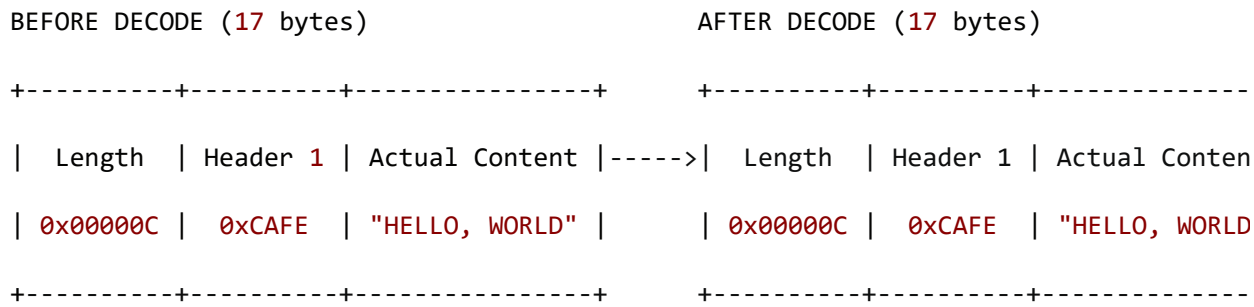 BEFORE DECODE (17 bytes)                      AFTER DECODE (17 bytes)
+----------+----------+----------------+      +----------+----------+--------------
|  Length  | Header 1 | Actual Content |----->|  Length  | Header 1 | Actual Conten
| 0x00000C |  0xCAFE  | "HELLO, WORLD" |      | 0x00000C |  0xCAFE  | "HELLO, WORLD
+----------+----------+----------------+      +----------+----------+--------------